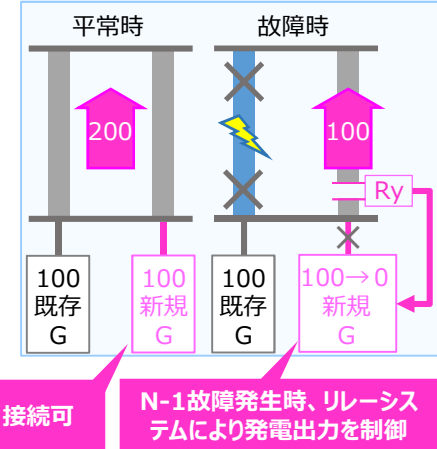 平常時
故障時
200
100
Ry
100
既存
G
100
新規
G
100
既存
G
100→0
新規
G
接続可
N-1故障発生時、リレーシス
テムにより発電出力を制御